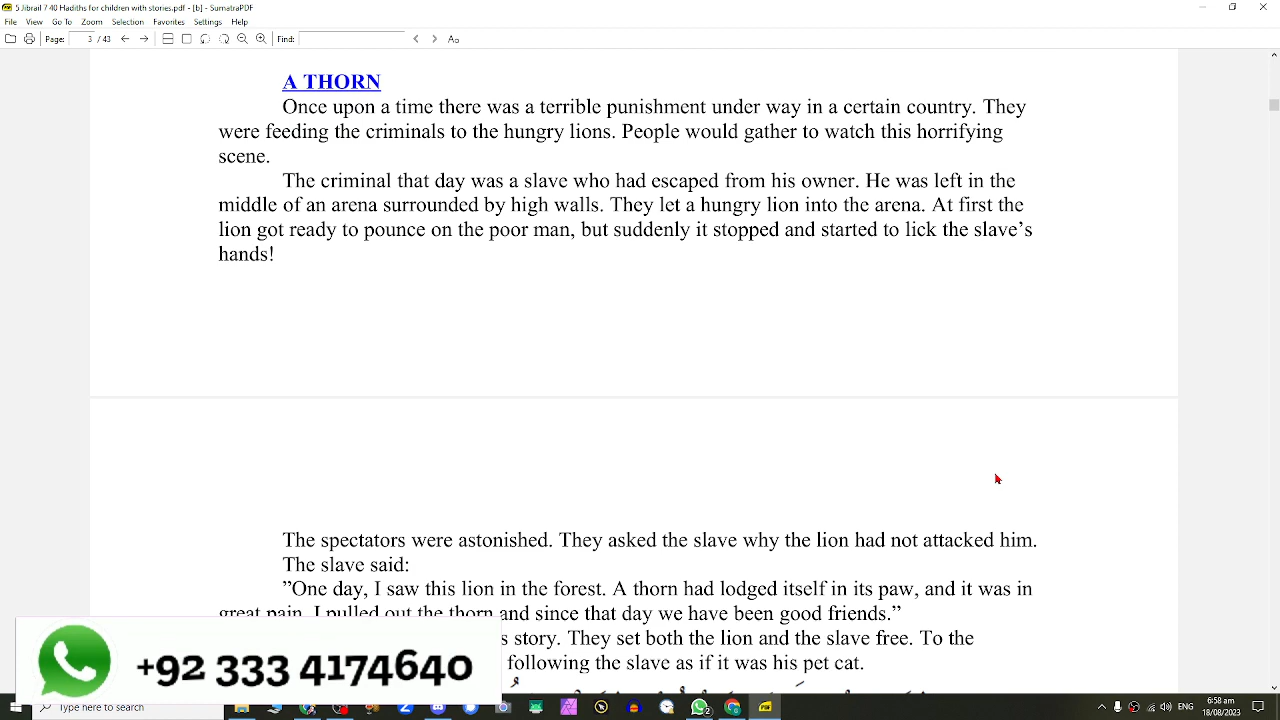 5.Jibrail 7 40 Hadiths for children with stories.pdf - [b] - SumatraPDF
File View Go To Zoom Selection Favorites Settings Help
Page: 3 / 43 Find: Aa
A THORN
Once upon a time there was a terrible punishment under way in a certain country. They
were feeding the criminals to the hungry lions. People would gather to watch this horrifying
scene.
The criminal that day was a slave who had escaped from his owner. He was left in the
middle of an arena surrounded by high walls. They let a hungry lion into the arena. At first the
lion got ready to pounce on the poor man, but suddenly it stopped and started to lick the slave’s
hands!
The spectators were astonished. They asked the slave why the lion had not attacked him.
The slave said:
”One day, I saw this lion in the forest. A thorn had lodged itself in its paw, and it was in
great pain. I pulled out the thorn and since that day we have been good friends.”
s story. They set both the lion and the slave free. To the
following the slave as if it was his pet cat.
+92 333 4174640
Type here to search
ENG
6:58 am
18/08/2023